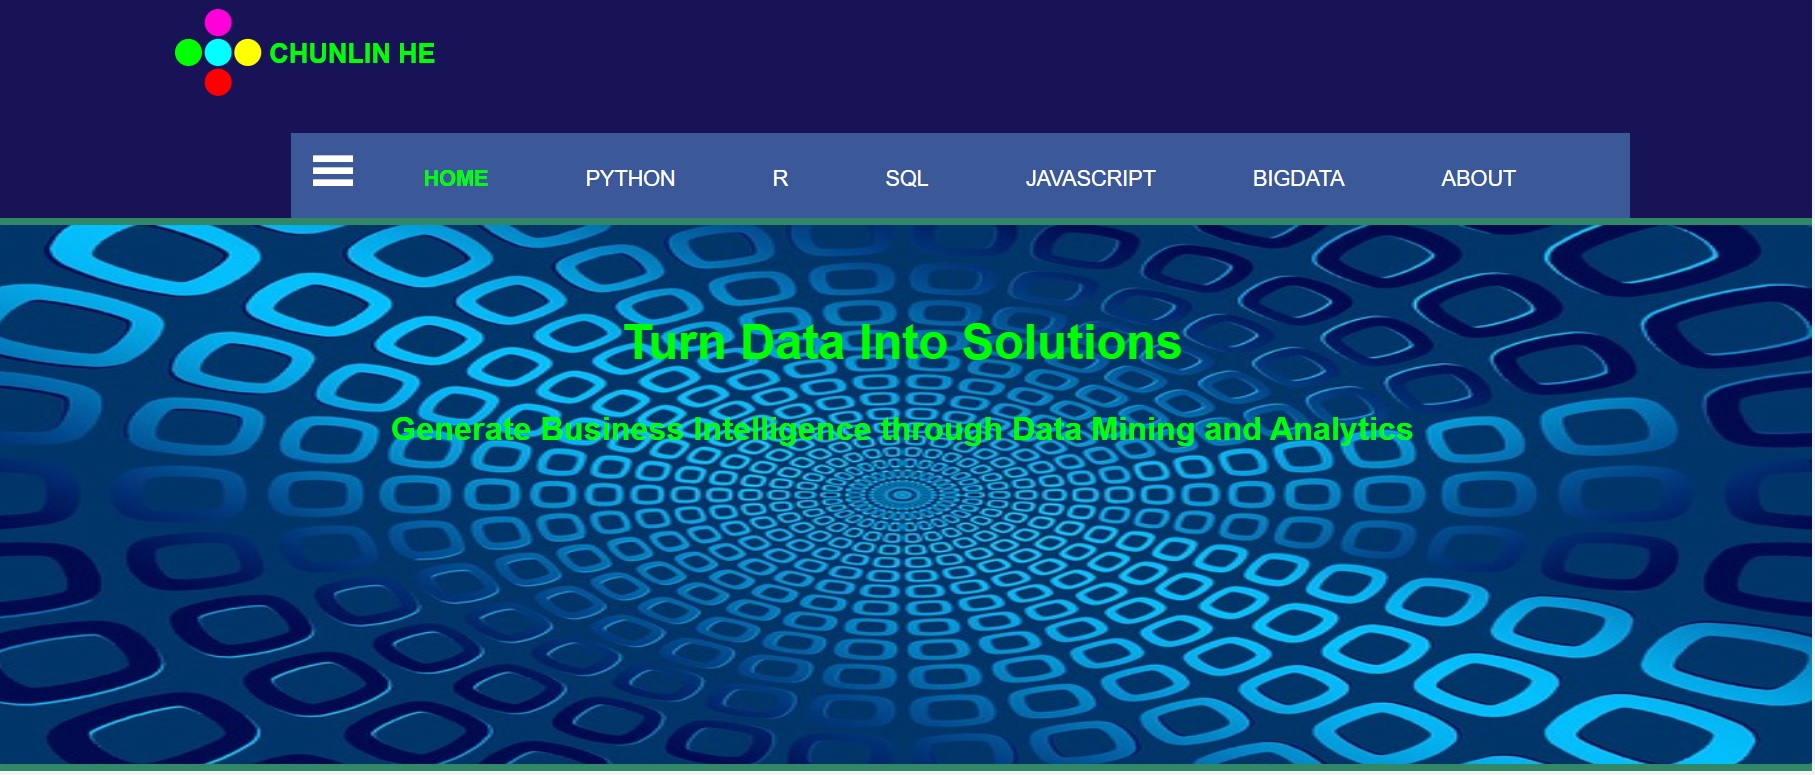 CHUNLIN HE
HOME PYTHON R SQL JAVASCRIPT BIGDATA ABOUT
Turn Data Into Solutions
Generate Business Intelligence through Data Mining and Analytics